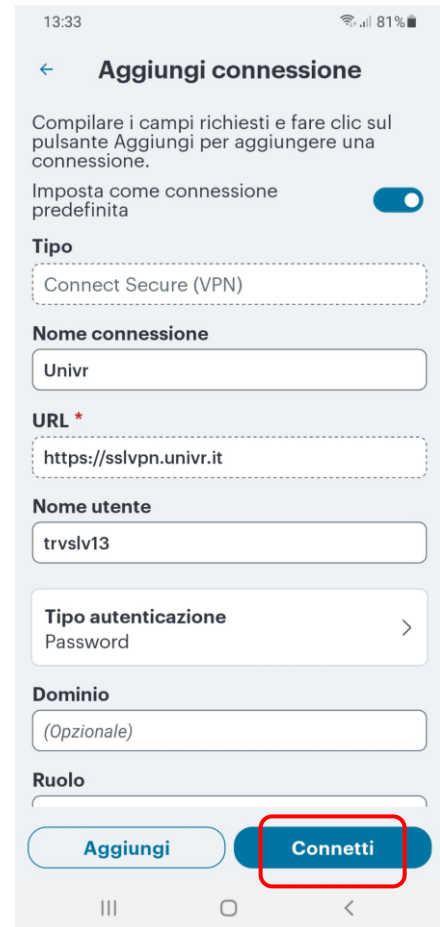 13:33
81%
Aggiungi connessione
Compilare i campi richiesti e fare clic sul
pulsante Aggiungi per aggiungere una
connessione.
Imposta come connessione
predefinita
Tipo
Connect Secure (VPN)
Nome connessione
Univr
URL *
https://sslvpn.univr.it
Nome utente
trvslv13
Tipo autenticazione
Password
Dominio
(Opzionale)
Ruolo
Aggiungi
Connetti